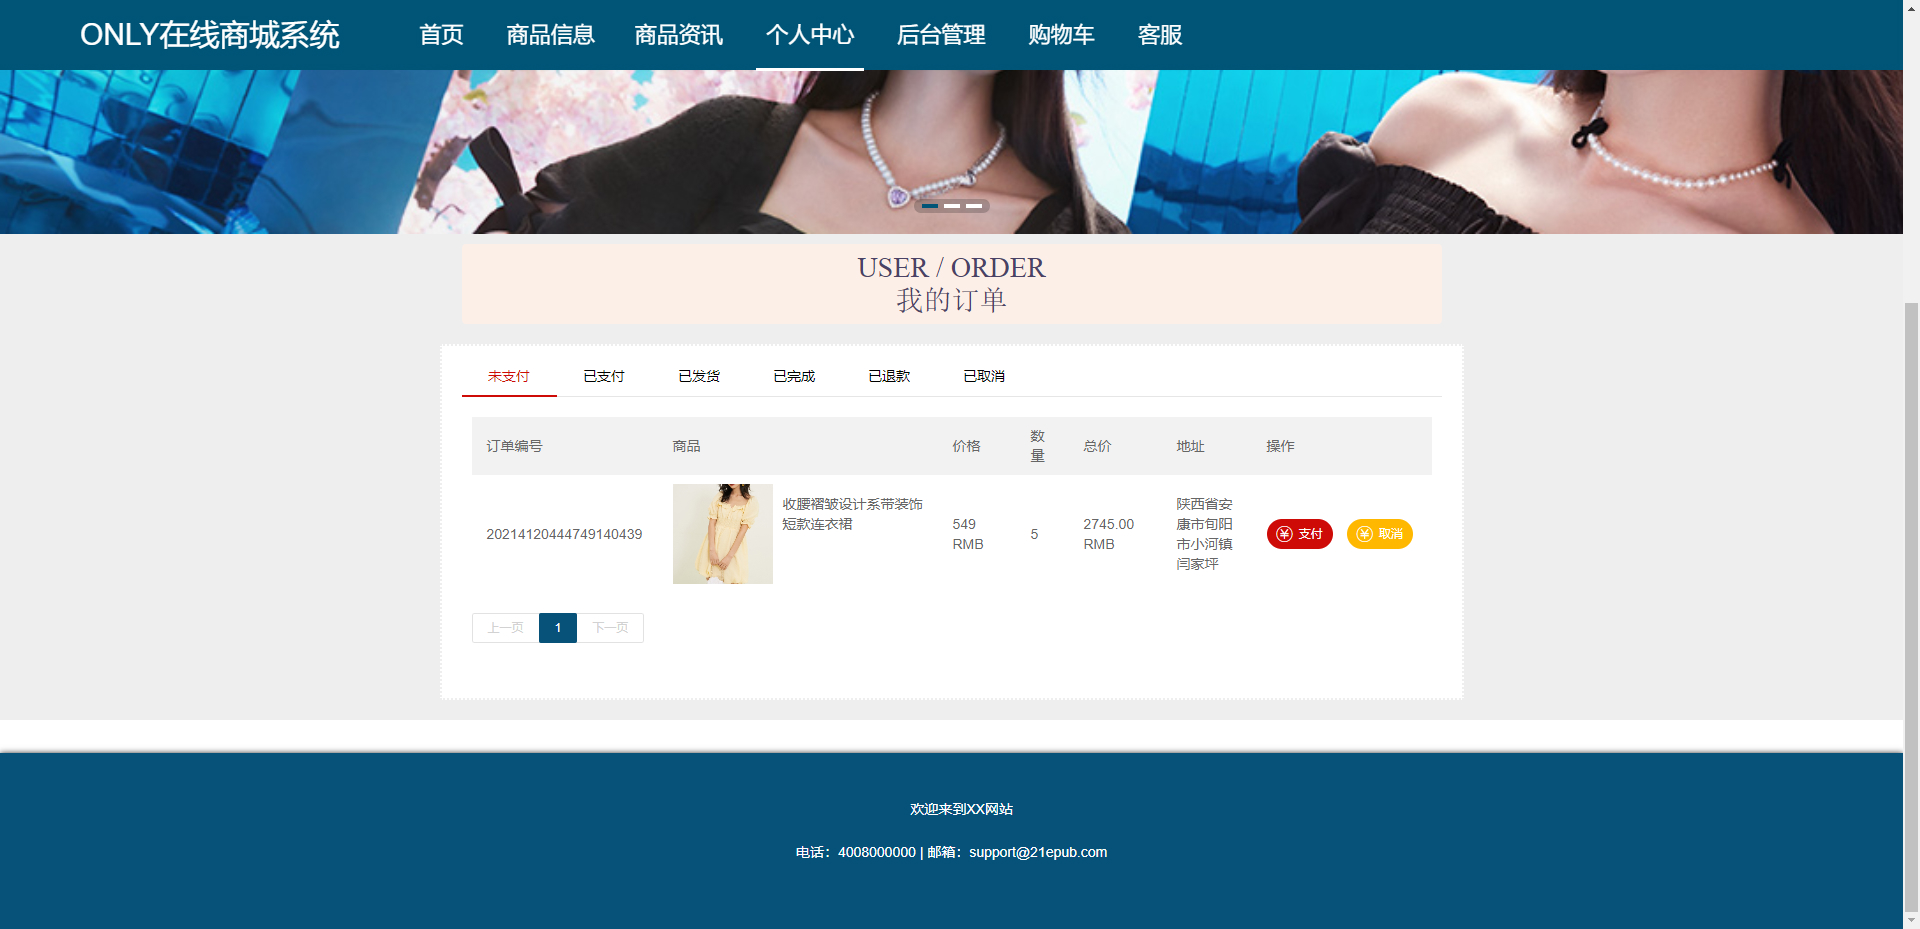 ONLY在线商城系统 首页 商品信息 商品资讯 个人中心 后台管理 购物车 客服
USER / ORDER
我的订单
未支付 已支付 已发货 已完成 已退款 已取消
订单编号 商品 价格 数量 总价 地址 操作
20214120444749140439
收腰褶皱设计系带装饰
短款连衣裙
549
RMB
5
2745.00
RMB
陕西省安
康市旬阳
市小河镇
闫家坪
支付 取消
上一页 1 下一页
欢迎来到XX网站
电话：4008000000 | 邮箱：support@21epub.com